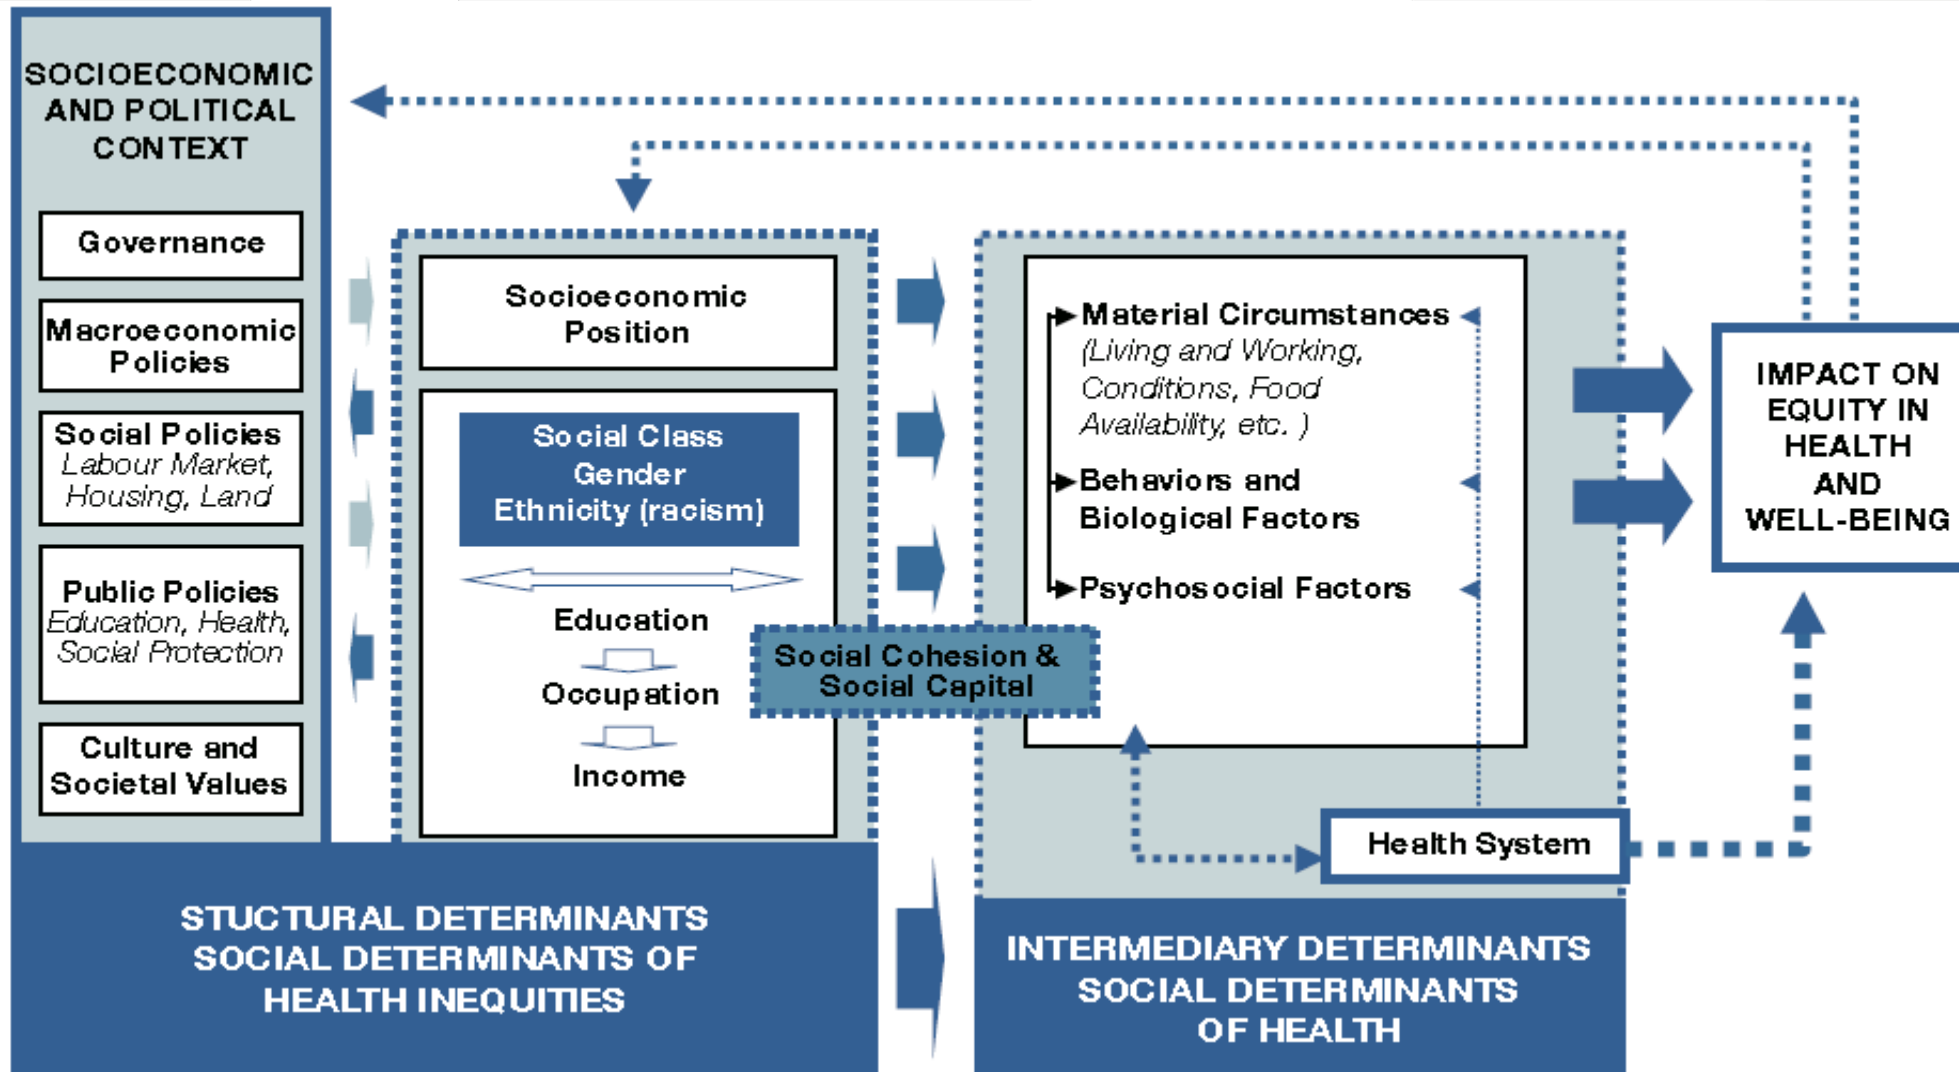 SOCIOECONOMIC
AND POLITICAL
CONTEXT
Governance
Macroeconomic
Policies
Social Policies
Labour Market,
Housing, Land
Public Policies
Education, Health,
Social Protection
Culture and
Societal Values
Socioeconomic
Position
Social Class
Gender
Ethnicity (racism)
Education
Occupation
Income
Social Cohesion &
Social Capital
Material Circumstances
(Living and Working,
Conditions, Food
Availability, etc. )
Behaviors and
Biological Factors
Psychosocial Factors
Health System
IMPACT ON
EQUITY IN
HEALTH
AND
WELL-BEING
STUCTURAL DETERMINANTS
SOCIAL DETERMINANTS OF
HEALTH INEQUITIES
INTERMEDIARY DETERMINANTS
SOCIAL DETERMINANTS
OF HEALTH